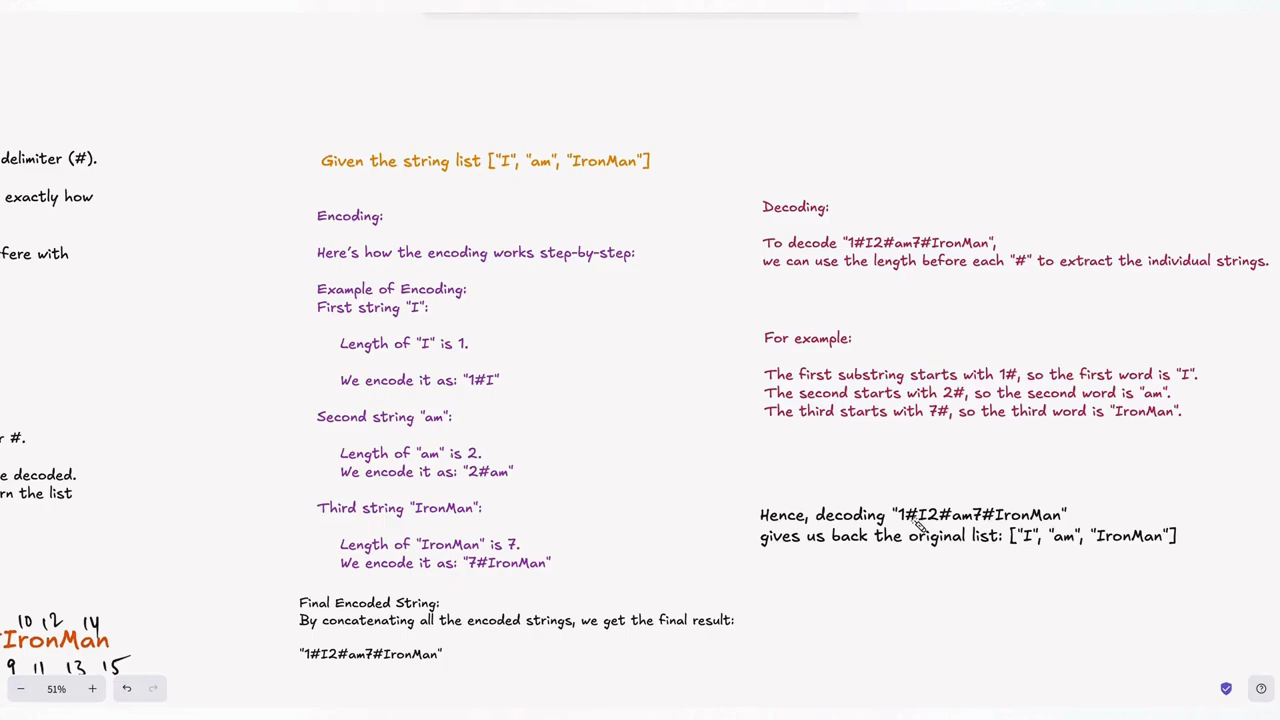 delimiter (#).
exactly how
fere with
r #.
e decoded.
rn the list
10 12 14
IronMan
9 11 13 15
Given the string list ["I", "am", "IronMan"]
Encoding:
Here's how the encoding works step-by-step:
Example of Encoding:
First string "I":
Length of "I" is 1.
We encode it as: "1#I"
Second string "am":
Length of "am" is 2.
We encode it as: "2#am"
Third string "IronMan":
Length of "IronMan" is 7.
We encode it as: "7#IronMan"
Final Encoded String:
By concatenating all the encoded strings, we get the final result:
"1#I2#am7#IronMan"
Decoding:
To decode "1#I2#am7#IronMan",
we can use the length before each "#" to extract the individual strings.
For example:
The first substring starts with 1#, so the first word is "I".
The second starts with 2#, so the second word is "am".
The third starts with 7#, so the third word is "IronMan".
Hence, decoding "1#I2#am7#IronMan"
gives us back the original list: ["I", "am", "IronMan"]
51%